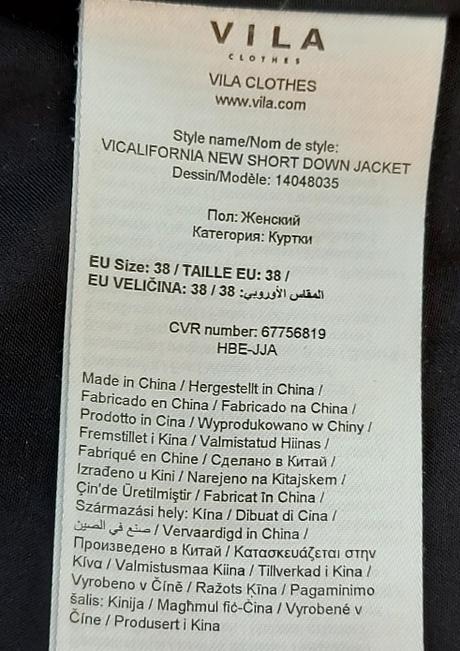 VILA
CLOTHES
VILA CLOTHES
www.vila.com
Style name/Nom de style:
VICALIFORNIA NEW SHORT DOWN JACKET
Dessin/Modèle: 14048035
Пол: Женский
Категория: Куртки
EU Size: 38 / TAILLE EU: 38 /
EU VELIČINA: 38 / 38 :المقاس الأوروبي
CVR number: 67756819
HBE-JJA
Made in China / Hergestellt in China /
Fabricado en China / Fabricado na China /
Prodotto in Cina / Wyprodukowano w Chiny /
Fremstillet i Kina / Valmistatud Hiinas /
Fabriqué en Chine / Сделано в Китай /
Izrađeno u Kini / Narejeno na Kitajskem /
Çin'de Üretilmiştir / Fabricat în China /
Származási hely: Kína / Dibuat di Cina /
صنع في الصين / Vervaardigd in China /
Произведено в Китай / Κατασκευάζεται στην
Κίνα / Valmistusmaa Kiina / Tillverkad i Kina /
Vyrobeno v Číně / Ražots Ķīna / Pagaminimo
šalis: Kinija / Magħmul fiċ-Ċina / Vyrobené v
Číne / Produsert i Kina